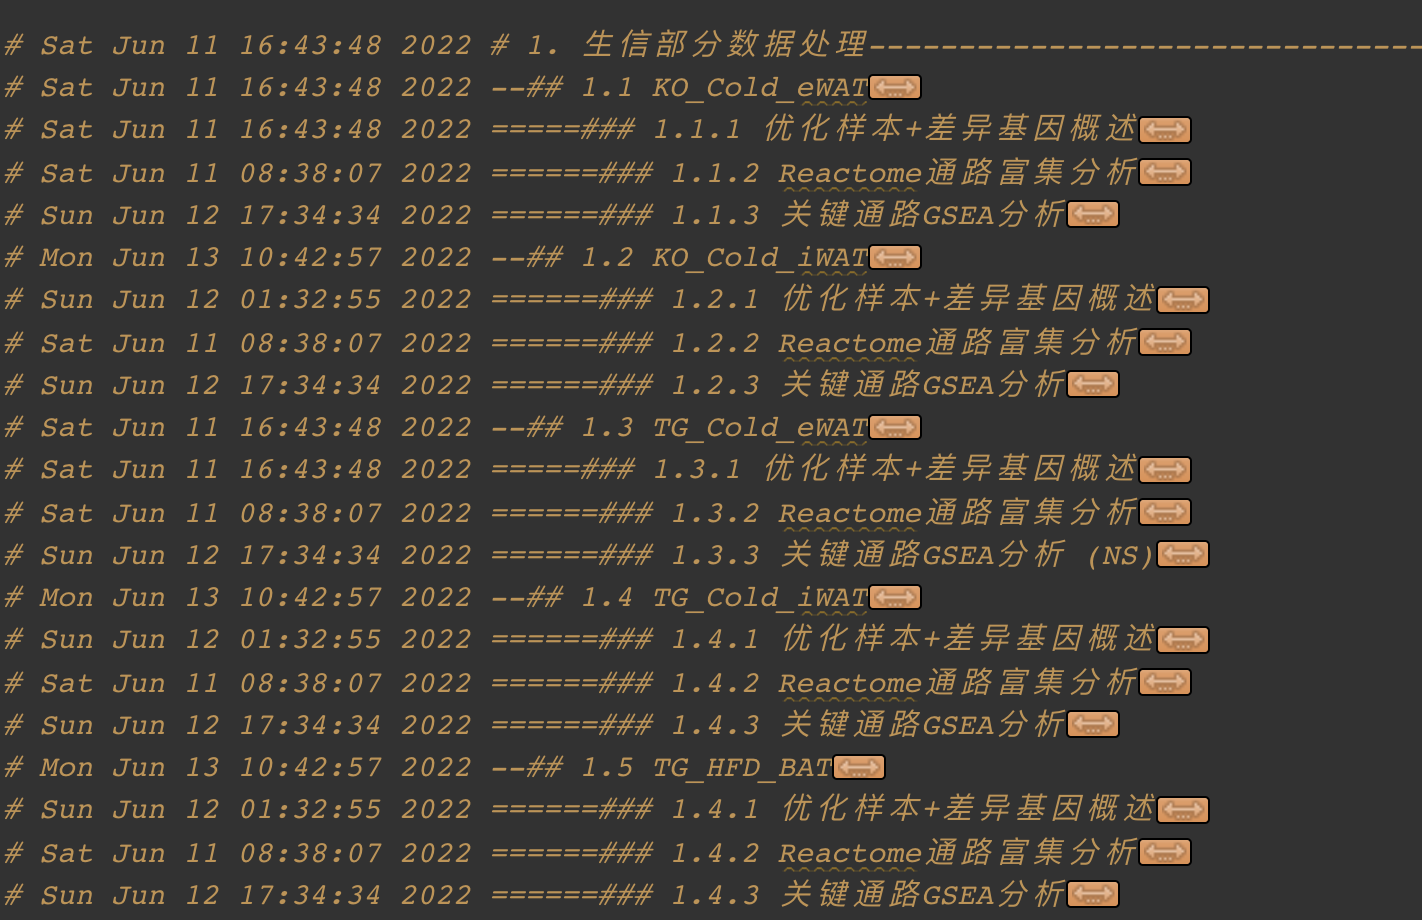 # Sat Jun 11 16:43:48 2022 # 1. 生信部分数据处理-------------------------------
# Sat Jun 11 16:43:48 2022 --## 1.1 KO_Cold_eWAT
# Sat Jun 11 16:43:48 2022 =====### 1.1.1 优化样本+差异基因概述
# Sat Jun 11 08:38:07 2022 ======### 1.1.2 Reactome通路富集分析
# Sun Jun 12 17:34:34 2022 ======### 1.1.3 关键通路GSEA分析
# Mon Jun 13 10:42:57 2022 --## 1.2 KO_Cold_iWAT
# Sun Jun 12 01:32:55 2022 ======### 1.2.1 优化样本+差异基因概述
# Sat Jun 11 08:38:07 2022 ======### 1.2.2 Reactome通路富集分析
# Sun Jun 12 17:34:34 2022 ======### 1.2.3 关键通路GSEA分析
# Sat Jun 11 16:43:48 2022 --## 1.3 TG_Cold_eWAT
# Sat Jun 11 16:43:48 2022 =====### 1.3.1 优化样本+差异基因概述
# Sat Jun 11 08:38:07 2022 ======### 1.3.2 Reactome通路富集分析
# Sun Jun 12 17:34:34 2022 ======### 1.3.3 关键通路GSEA分析 (NS)
# Mon Jun 13 10:42:57 2022 --## 1.4 TG_Cold_iWAT
# Sun Jun 12 01:32:55 2022 ======### 1.4.1 优化样本+差异基因概述
# Sat Jun 11 08:38:07 2022 ======### 1.4.2 Reactome通路富集分析
# Sun Jun 12 17:34:34 2022 ======### 1.4.3 关键通路GSEA分析
# Mon Jun 13 10:42:57 2022 --## 1.5 TG_HFD_BAT
# Sun Jun 12 01:32:55 2022 ======### 1.4.1 优化样本+差异基因概述
# Sat Jun 11 08:38:07 2022 ======### 1.4.2 Reactome通路富集分析
# Sun Jun 12 17:34:34 2022 ======### 1.4.3 关键通路GSEA分析